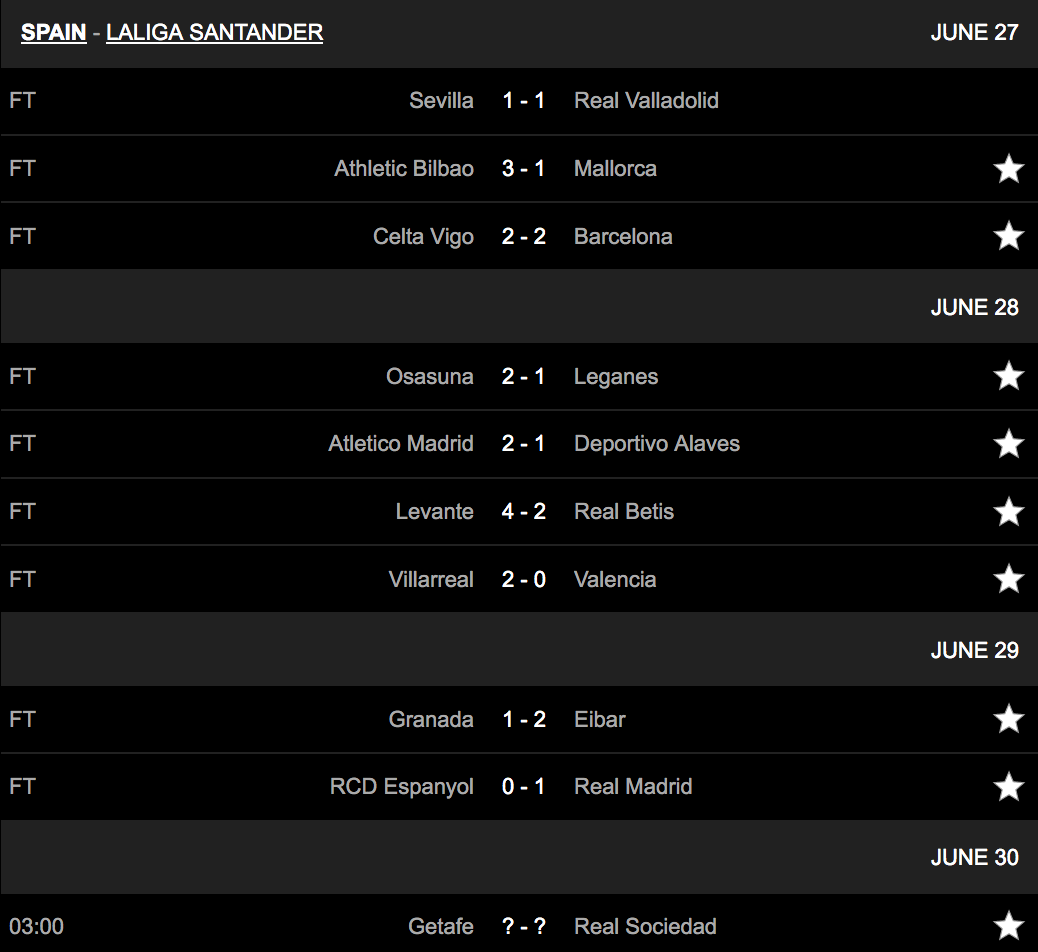 SPAIN - LALIGA SANTANDER JUNE 27
FT Sevilla 1 - 1 Real Valladolid
FT Athletic Bilbao 3 - 1 Mallorca
FT Celta Vigo 2 - 2 Barcelona
JUNE 28
FT Osasuna 2 - 1 Leganes
FT Atletico Madrid 2 - 1 Deportivo Alaves
FT Levante 4 - 2 Real Betis
FT Villarreal 2 - 0 Valencia
JUNE 29
FT Granada 1 - 2 Eibar
FT RCD Espanyol 0 - 1 Real Madrid
JUNE 30
03:00 Getafe ? - ? Real Sociedad